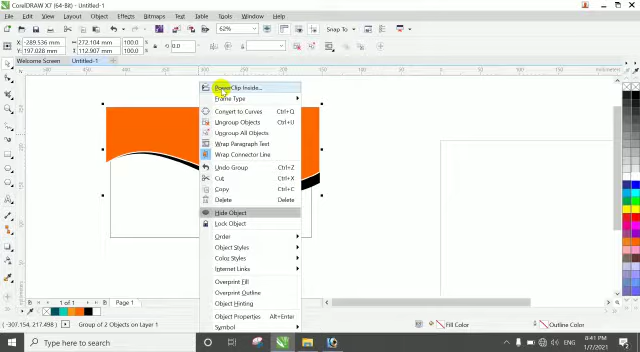 CorelDRAW X7 (64-Bit) - Untitled-1
File Edit View Layout Object Effects Bitmaps Text Table Tools Window Help
62% Snap To
X: -289.536 mm 272.104 mm 100.0 % 0.0
Y: 197.028 mm 112.907 mm 100.0 %
Welcome Screen Untitled-1
PowerClip Inside...
Frame Type
Convert to Curves Ctrl+Q
Ungroup Objects Ctrl+U
Ungroup All Objects
Wrap Paragraph Text
Wrap Connector Line
Undo Group Ctrl+Z
Cut Ctrl+X
Copy Ctrl+C
Delete Delete
Hide Object
Lock Object
Order
Object Styles
Color Styles
Internet Links
Overprint Fill
Overprint Outline
Object Hinting
Object Properties Alt+Enter
Symbol
1 of 1 Page 1
(-307.154, 217.498) Group of 2 Objects on Layer 1 Fill Color Outline Color
ENG 8:41 PM
1/7/2021